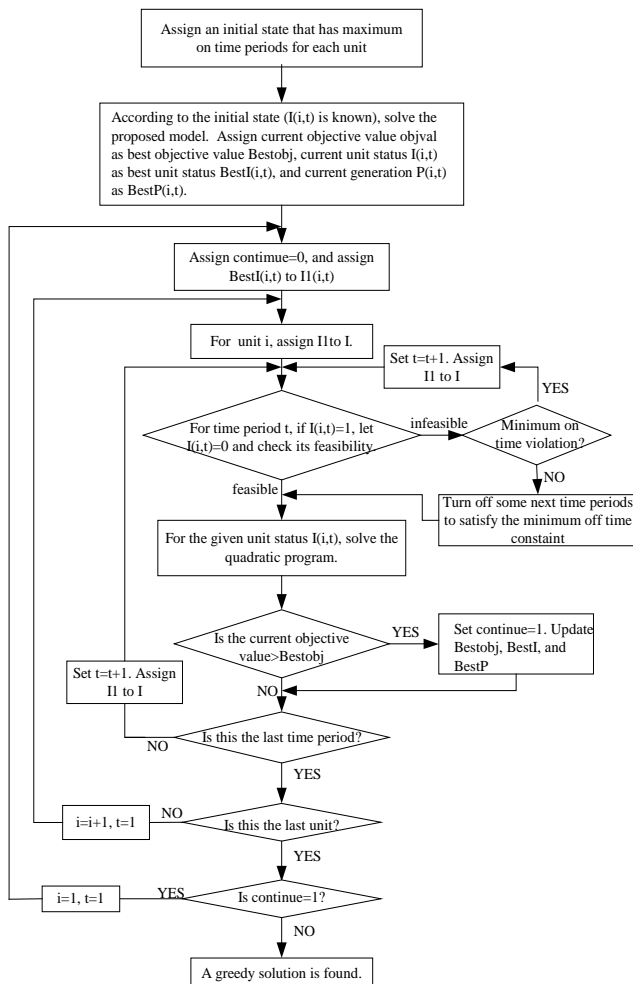 Assign an initial state that has maximum
on time periods for each unit
According to the initial state (I(i,t) is known), solve the
proposed model. Assign current objective value objval
as best objective value Bestobj, current unit status I(i,t)
as best unit status BestI(i,t), and current generation P(i,t)
as BestP(i,t).
Assign contimue=0, and assign
BestI(i,t) to I1(i,t)
For unit i, assign I1to I.
Set t=t+1. Assign
I1 to I
YES
For time period t, if I(i,t)=1, let
I(i,t)=0 and check its feasibility.
infeasible
Minimum on
time violation?
NO
feasible
Turn off some next time periods
to satisfy the minimum off time
constaint
For the given unit status I(i,t), solve the
quadratic program.
Is the current objective
value>Bestobj
YES
Set continue=1. Update
Bestobj, BestI, and
BestP
Set t=t+1. Assign
I1 to I
NO
Is this the last time period?
NO
YES
i=i+1, t=1
NO
Is this the last unit?
YES
i=1, t=1
YES
Is continue=1?
NO
A greedy solution is found.